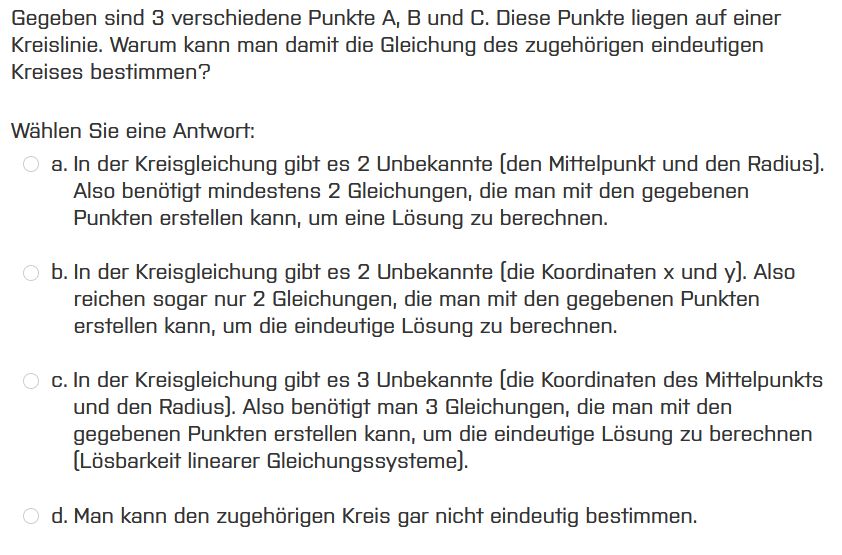 Gegeben sind 3 verschiedene Punkte A, B und C. Diese Punkte liegen auf einer
Kreislinie. Warum kann man damit die Gleichung des zugehörigen eindeutigen
Kreises bestimmen?
Wählen Sie eine Antwort:
a. In der Kreisgleichung gibt es 2 Unbekannte (den Mittelpunkt und den Radius).
Also benötigt mindestens 2 Gleichungen, die man mit den gegebenen
Punkten erstellen kann, um eine Lösung zu berechnen.
b. In der Kreisgleichung gibt es 2 Unbekannte (die Koordinaten x und y). Also
reichen sogar nur 2 Gleichungen, die man mit den gegebenen Punkten
erstellen kann, um die eindeutige Lösung zu berechnen.
c. In der Kreisgleichung gibt es 3 Unbekannte (die Koordinaten des Mittelpunkts
und den Radius). Also benötigt man 3 Gleichungen, die man mit den
gegebenen Punkten erstellen kann, um die eindeutige Lösung zu berechnen
(Lösbarkeit linearer Gleichungssysteme).
d. Man kann den zugehörigen Kreis gar nicht eindeutig bestimmen.